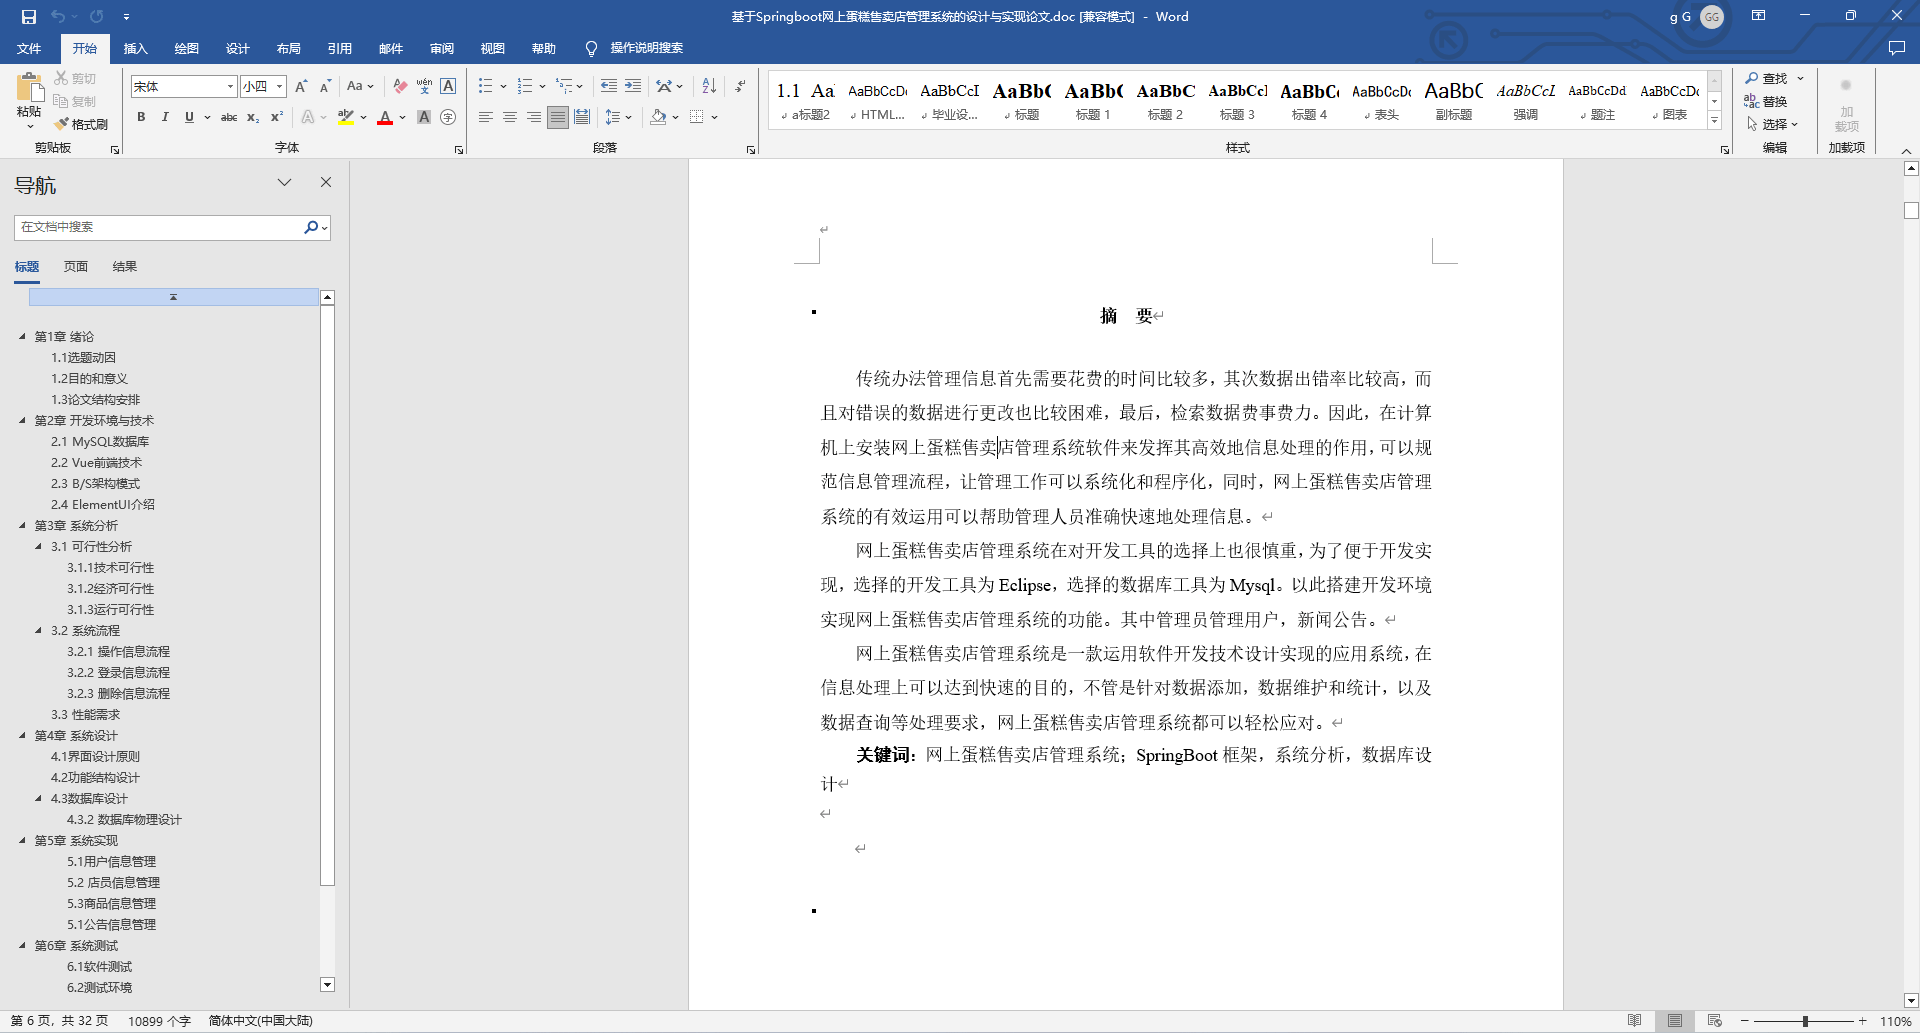 基于Springboot网上蛋糕售卖店管理系统的设计与实现论文.doc [兼容模式] - Word
g G
GG
文件 开始 插入 绘图 设计 布局 引用 邮件 审阅 视图 帮助 操作说明搜索
粘贴
剪切
复制
格式刷
剪贴板
宋体 小四
字体
段落
1.1 Aa AaBbCcDc AaBbCcI AaBbC AaBbC AaBbC AaBbCcI AaBbCc AaBbCcDc AaBbC AaBbCcL AaBbCcDd AaBbCcDc
a标题2 HTML... 毕业设... 标题 标题 1 标题 2 标题 3 标题 4 表头 副标题 强调 题注 图表
样式
查找
替换
选择
编辑
加载项
加载项
导航
在文档中搜索
标题 页面 结果
第1章 绪论
1.1选题动因
1.2目的和意义
1.3论文结构安排
第2章 开发环境与技术
2.1 MySQL数据库
2.2 Vue前端技术
2.3 B/S架构模式
2.4 ElementUI介绍
第3章 系统分析
3.1 可行性分析
3.1.1技术可行性
3.1.2经济可行性
3.1.3运行可行性
3.2 系统流程
3.2.1 操作信息流程
3.2.2 登录信息流程
3.2.3 删除信息流程
3.3 性能需求
第4章 系统设计
4.1界面设计原则
4.2功能结构设计
4.3数据库设计
4.3.2 数据库物理设计
第5章 系统实现
5.1用户信息管理
5.2 店员信息管理
5.3商品信息管理
5.1公告信息管理
第6章 系统测试
6.1软件测试
6.2测试环境
摘 要
传统办法管理信息首先需要花费的时间比较多，其次数据出错率比较高，而
且对错误的数据进行更改也比较困难，最后，检索数据费事费力。因此，在计算
机上安装网上蛋糕售卖店管理系统软件来发挥其高效地信息处理的作用，可以规
范信息管理流程，让管理工作可以系统化和程序化，同时，网上蛋糕售卖店管理
系统的有效运用可以帮助管理人员准确快速地处理信息。
网上蛋糕售卖店管理系统在对开发工具的选择上也很慎重，为了便于开发实
现，选择的开发工具为 Eclipse，选择的数据库工具为 Mysql。以此搭建开发环境
实现网上蛋糕售卖店管理系统的功能。其中管理员管理用户，新闻公告。
网上蛋糕售卖店管理系统是一款运用软件开发技术设计实现的应用系统，在
信息处理上可以达到快速的目的，不管是针对数据添加，数据维护和统计，以及
数据查询等处理要求，网上蛋糕售卖店管理系统都可以轻松应对。
关键词：网上蛋糕售卖店管理系统；SpringBoot 框架，系统分析，数据库设
计
第 6 页，共 32 页 10899 个字 简体中文(中国大陆) 110%